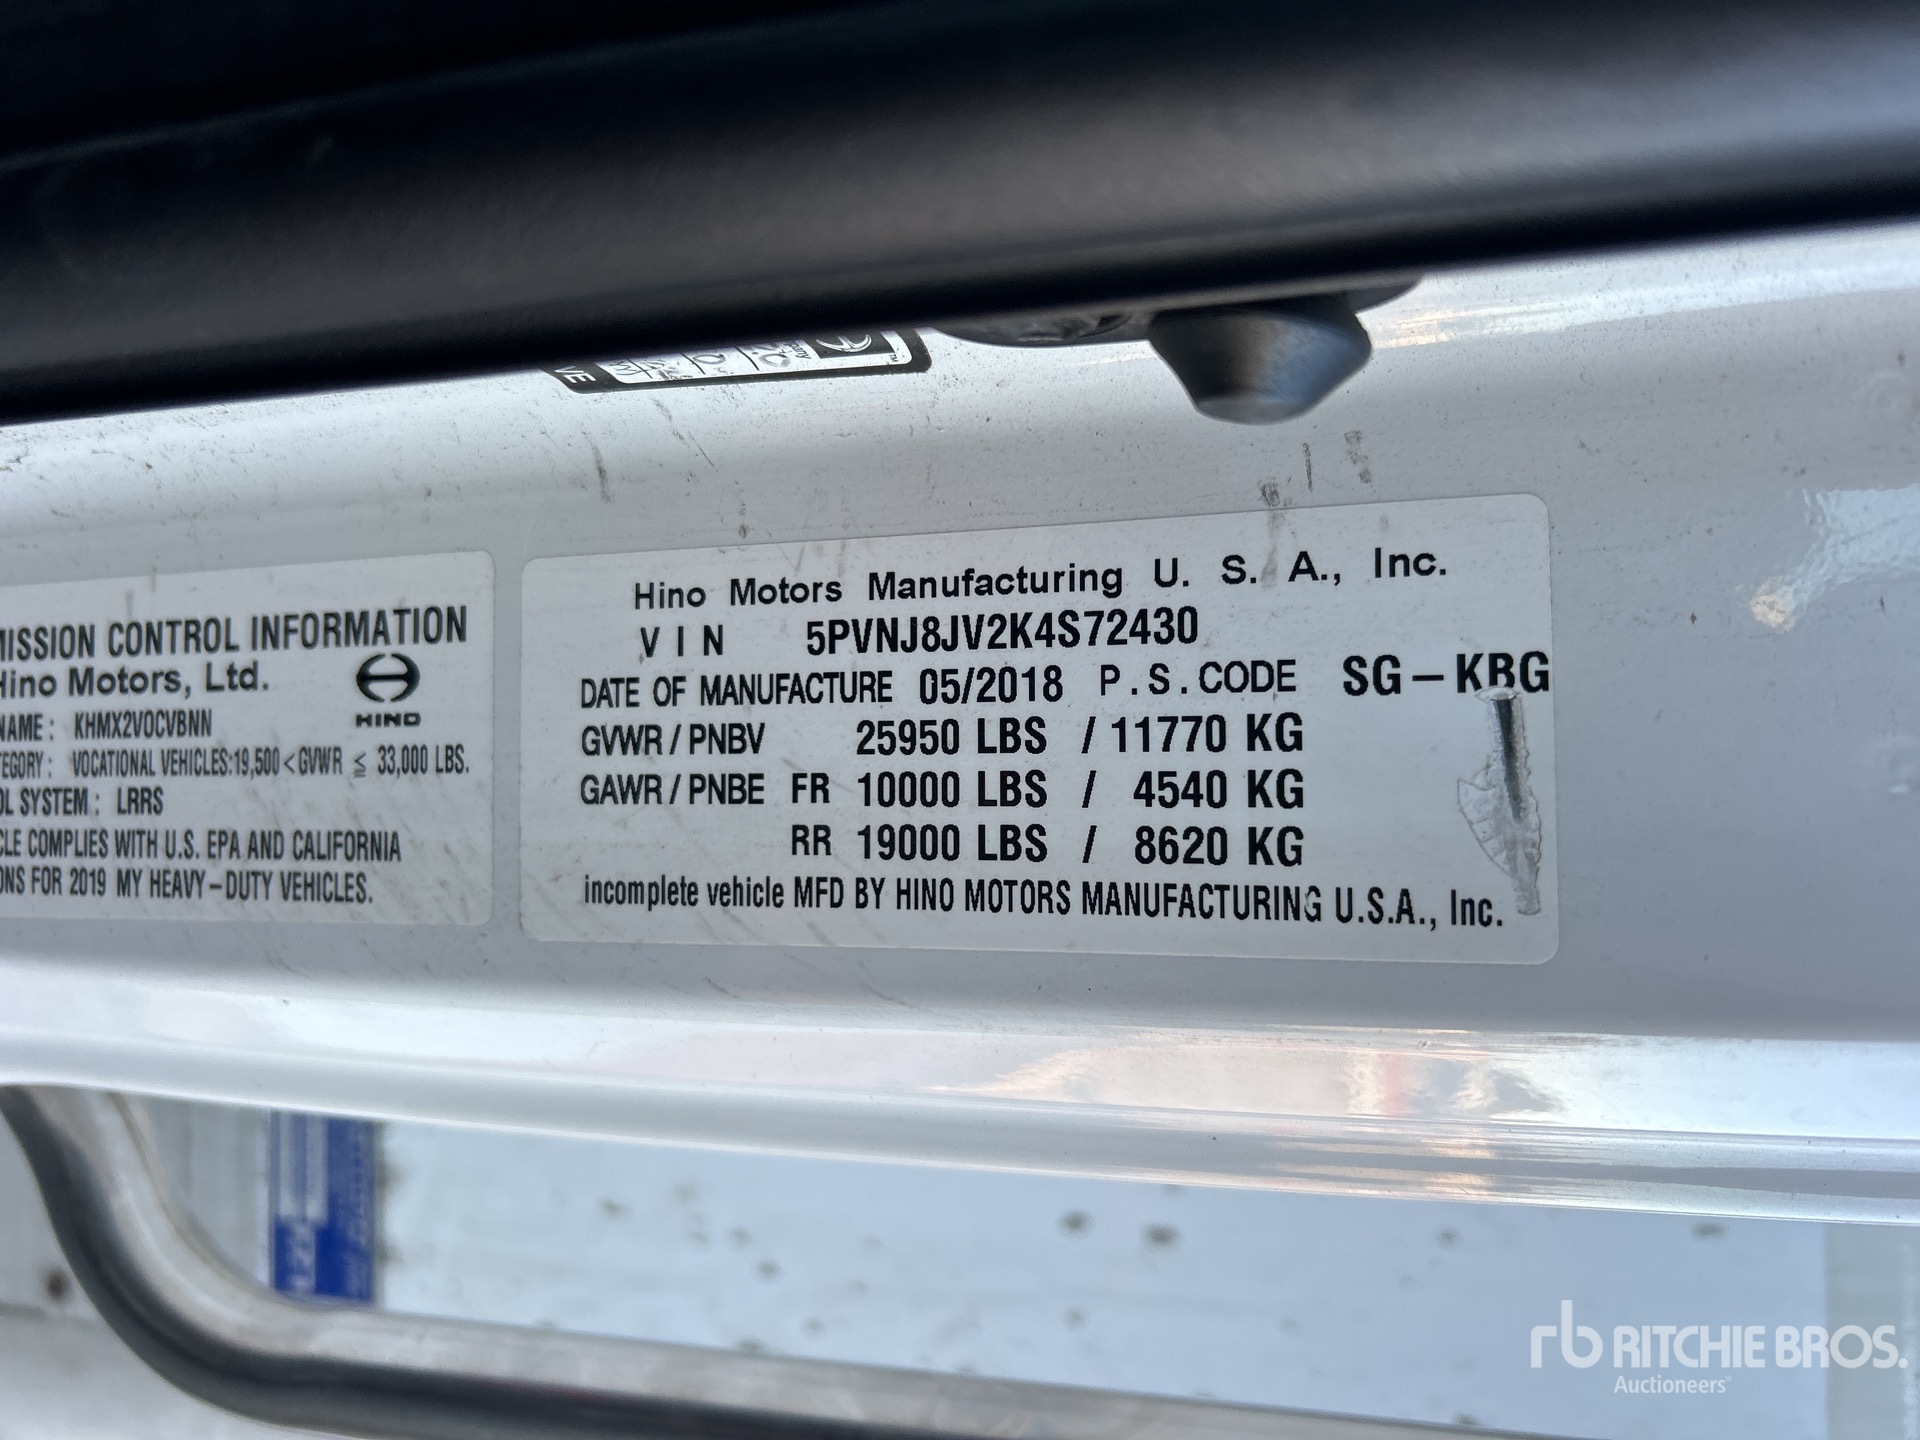 VE
MISSION CONTROL INFORMATION
Hino Motors, Ltd.
HINO
NAME: KHMX2VOCVBNN
TEGORY: VOCATIONAL VEHICLES:19,500<GVWR ≦ 33,000 LBS.
OL SYSTEM: LRRS
CLE COMPLIES WITH U.S. EPA AND CALIFORNIA
ONS FOR 2019 MY HEAVY-DUTY VEHICLES.
Hino Motors Manufacturing U. S. A., Inc.
VIN 5PVNJ8JV2K4S72430
DATE OF MANUFACTURE 05/2018 P.S.CODE SG-KBG
GVWR/PNBV 25950 LBS / 11770 KG
GAWR/PNBE FR 10000 LBS / 4540 KG
RR 19000 LBS / 8620 KG
incomplete vehicle MFD BY HINO MOTORS MANUFACTURING U.S.A., Inc.
rb RITCHIE BROS.
Auctioneers